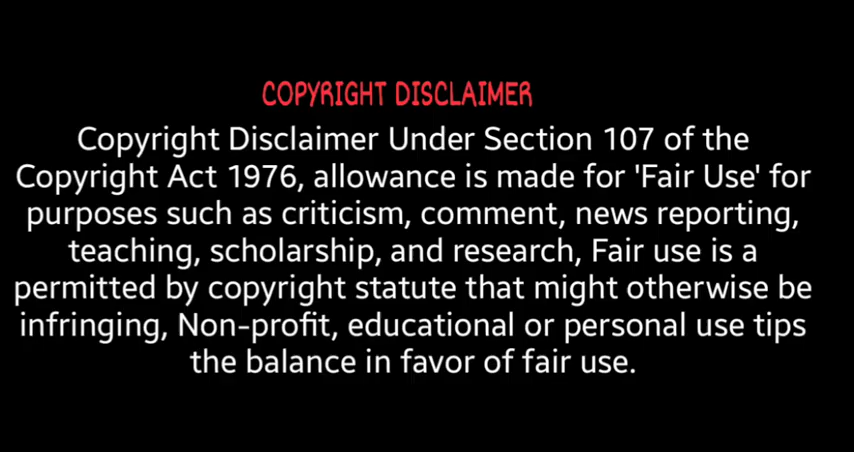 COPYRIGHT DISCLAIMER
Copyright Disclaimer Under Section 107 of the
Copyright Act 1976, allowance is made for 'Fair Use' for
purposes such as criticism, comment, news reporting,
teaching, scholarship, and research, Fair use is a
permitted by copyright statute that might otherwise be
infringing, Non-profit, educational or personal use tips
the balance in favor of fair use.